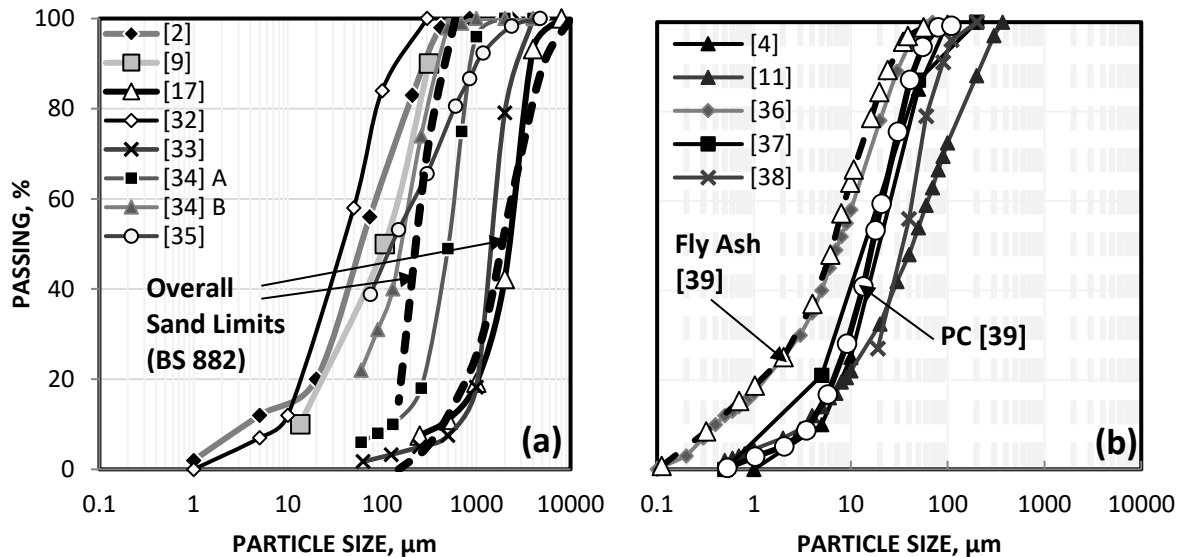 PASSING, %
100
80
60
40
20
0
[2]
[9]
[17]
[32]
[33]
[34] A
[34] B
[35]
Overall
Sand Limits
(BS 882)
(a)
0.1
1
10
100
1000
10000
PARTICLE SIZE, µm
[4]
[11]
[36]
[37]
[38]
Fly Ash
[39]
PC [39]
(b)
0.1
1
10
100
1000
10000
PARTICLE SIZE, µm